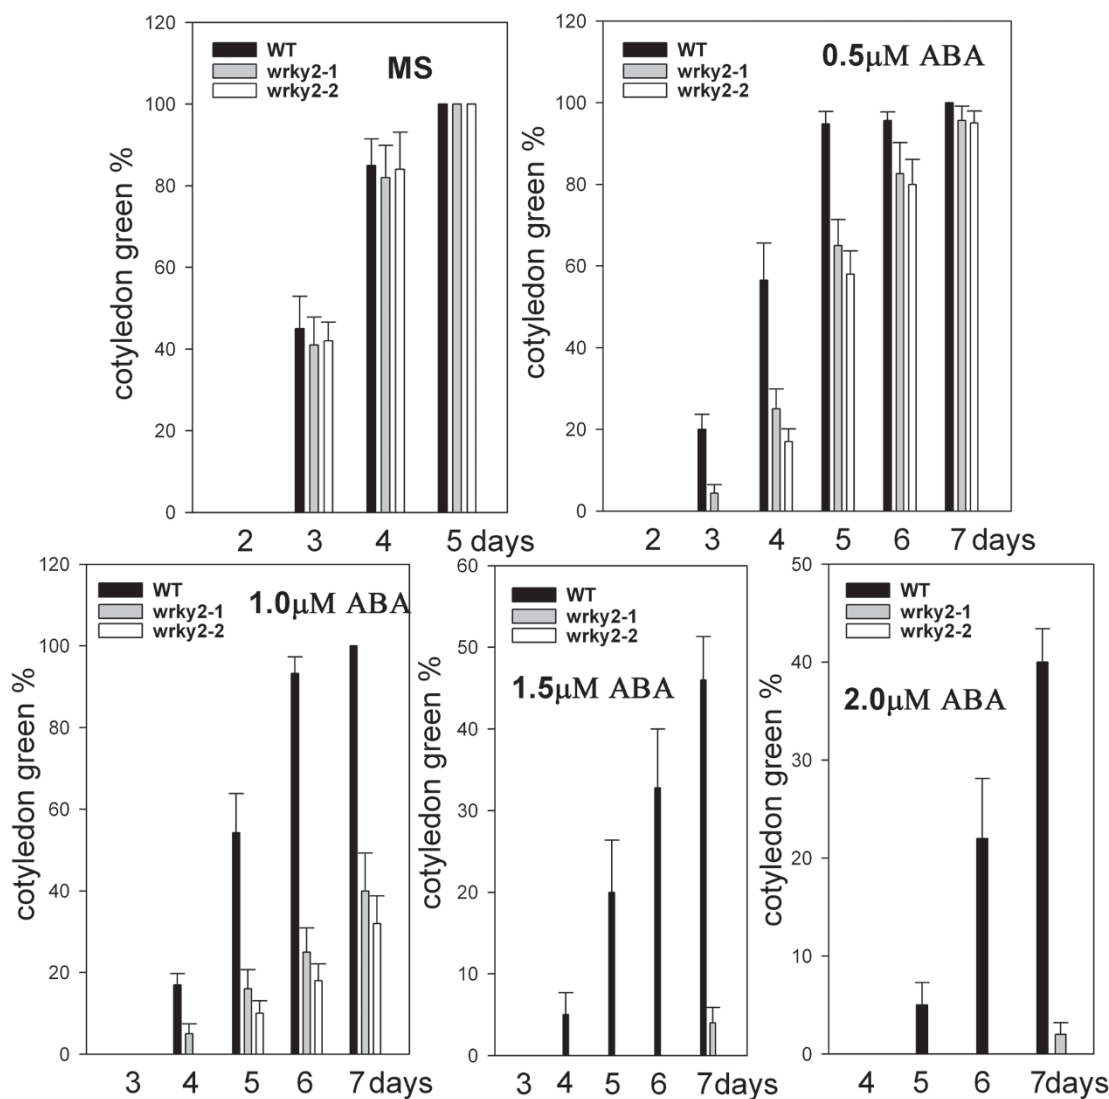 120
100
80
60
40
20
0
cotyledon green %
WT
wrky2-1
wrky2-2
MS
2 3 4 5 days
120
100
80
60
40
20
0
cotyledon green %
WT
wrky2-1
wrky2-2
0.5µM ABA
2 3 4 5 6 7 days
120
100
80
60
40
20
0
cotyledon green %
WT
wrky2-1
wrky2-2
1.0µM ABA
3 4 5 6 7days
60
50
40
30
20
10
0
cotyledon green %
WT
wrky2-1
wrky2-2
1.5µM ABA
3 4 5 6 7days
50
40
30
20
10
0
cotyledon green %
WT
wrky2-1
wrky2-2
2.0µM ABA
4 5 6 7days